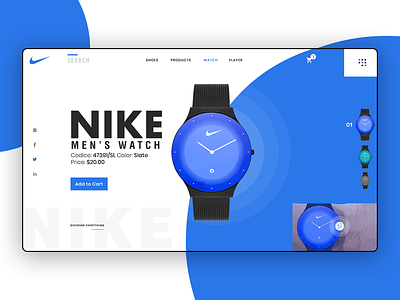 SEARCH
SHOES PRODUCTS WATCH PLAYER
1
NIKE
MEN'S WATCH
Codice: 47391/SL Color: Slato
Price: $20.00
Add to Cart
01
NIKE
DISCOVER EVERYTHING